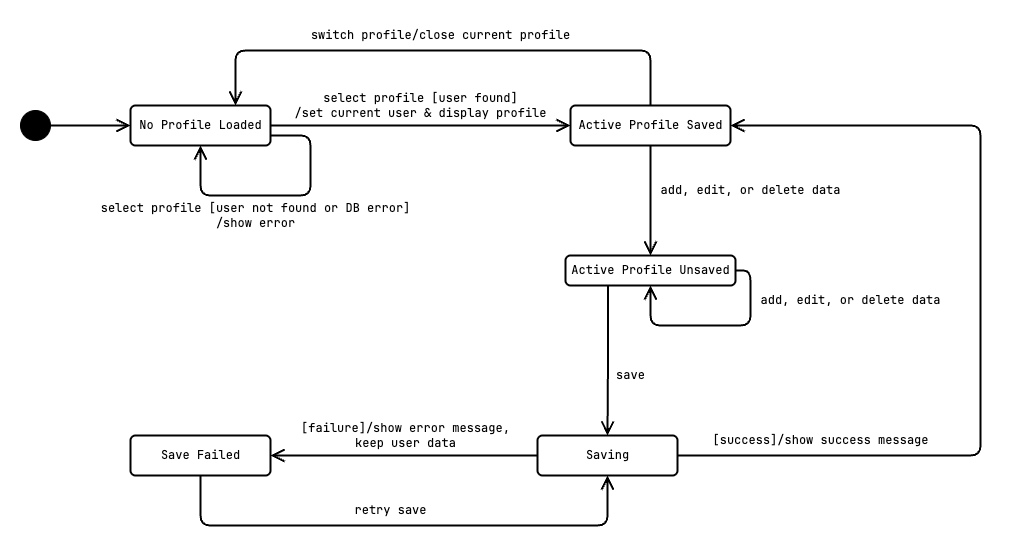 switch profile/close current profile
select profile [user found]
/set current user & display profile
No Profile Loaded
Active Profile Saved
select profile [user not found or DB error]
/show error
add, edit, or delete data
Active Profile Unsaved
add, edit, or delete data
save
[failure]/show error message,
keep user data
[success]/show success message
Save Failed
Saving
retry save